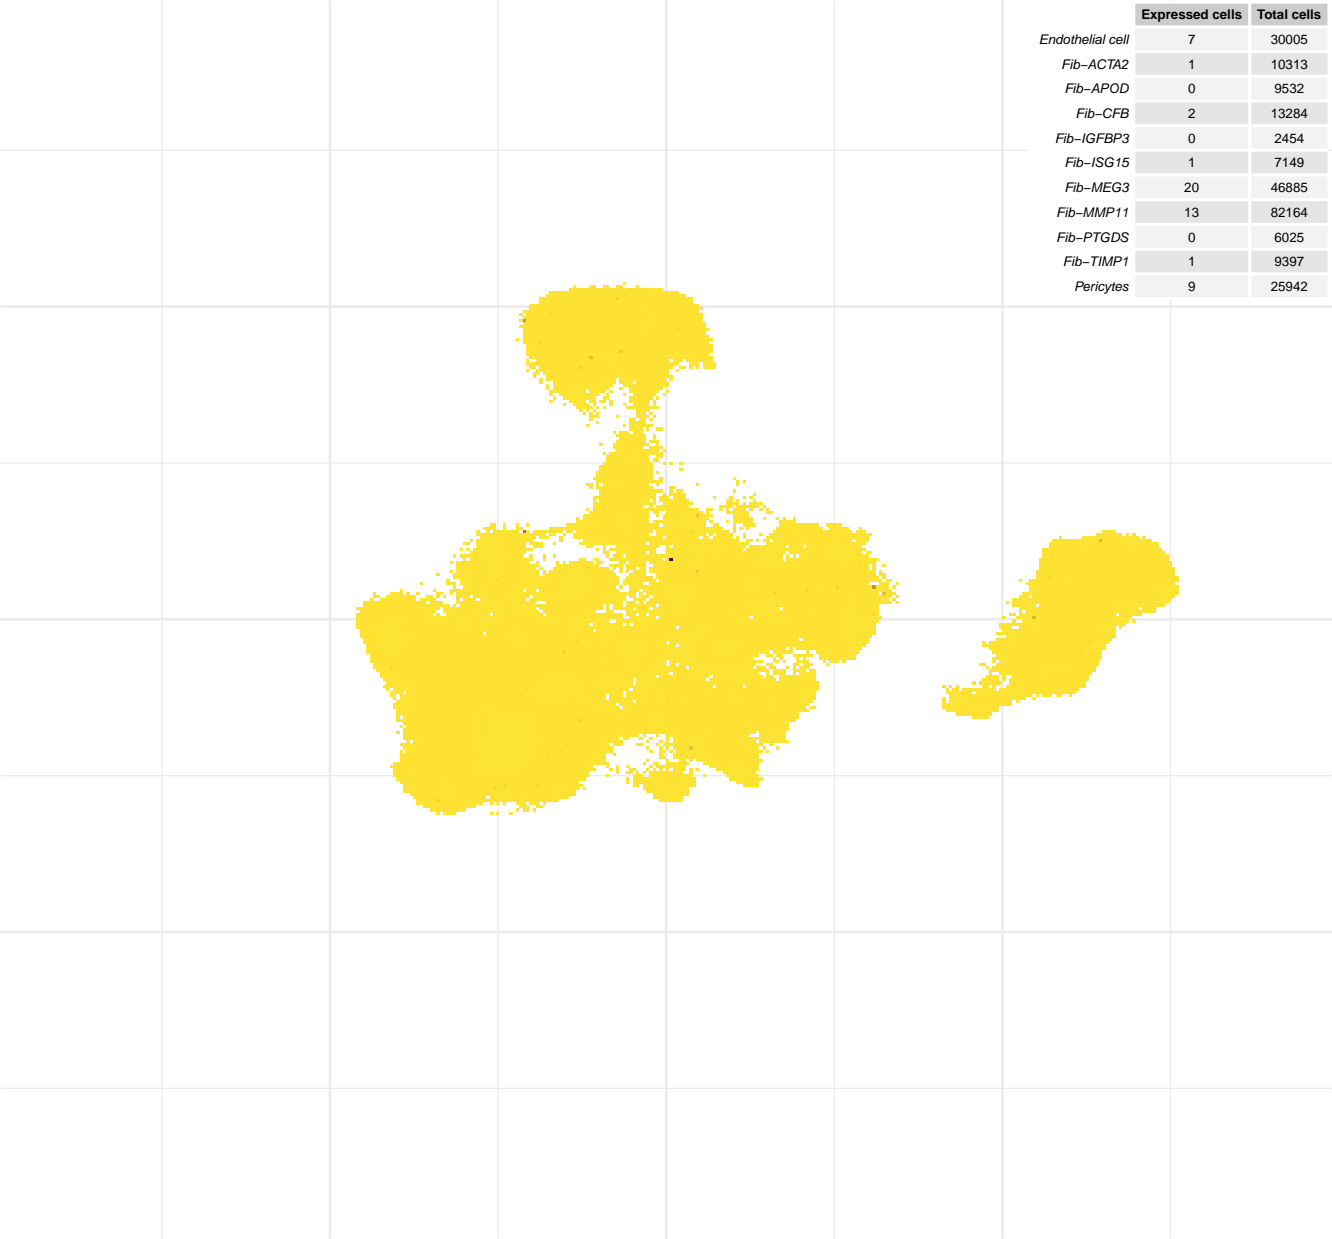 Expressed cells Total cells
Endothelial cell 7 30005
Fib−ACTA2 1 10313
Fib−APOD 0 9532
Fib−CFB 2 13284
Fib−IGFBP3 0 2454
Fib−ISG15 1 7149
Fib−MEG3 20 46885
Fib−MMP11 13 82164
Fib−PTGDS 0 6025
Fib−TIMP1 1 9397
Pericytes 9 25942